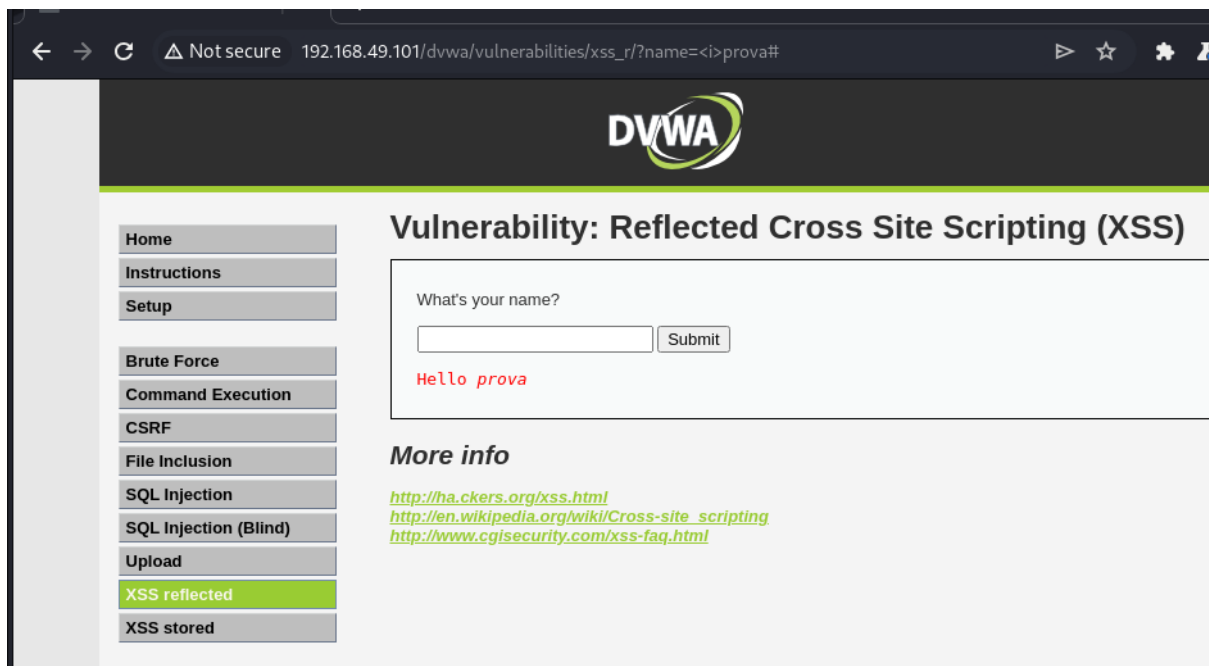 Not secure 192.168.49.101/dvwa/vulnerabilities/xss_r/?name=<i>prova#
DVWA
Home
Instructions
Setup
Brute Force
Command Execution
CSRF
File Inclusion
SQL Injection
SQL Injection (Blind)
Upload
XSS reflected
XSS stored
Vulnerability: Reflected Cross Site Scripting (XSS)
What's your name?
Submit
Hello prova
More info
http://ha.ckers.org/xss.html
http://en.wikipedia.org/wiki/Cross-site_scripting
http://www.cgisecurity.com/xss-faq.html